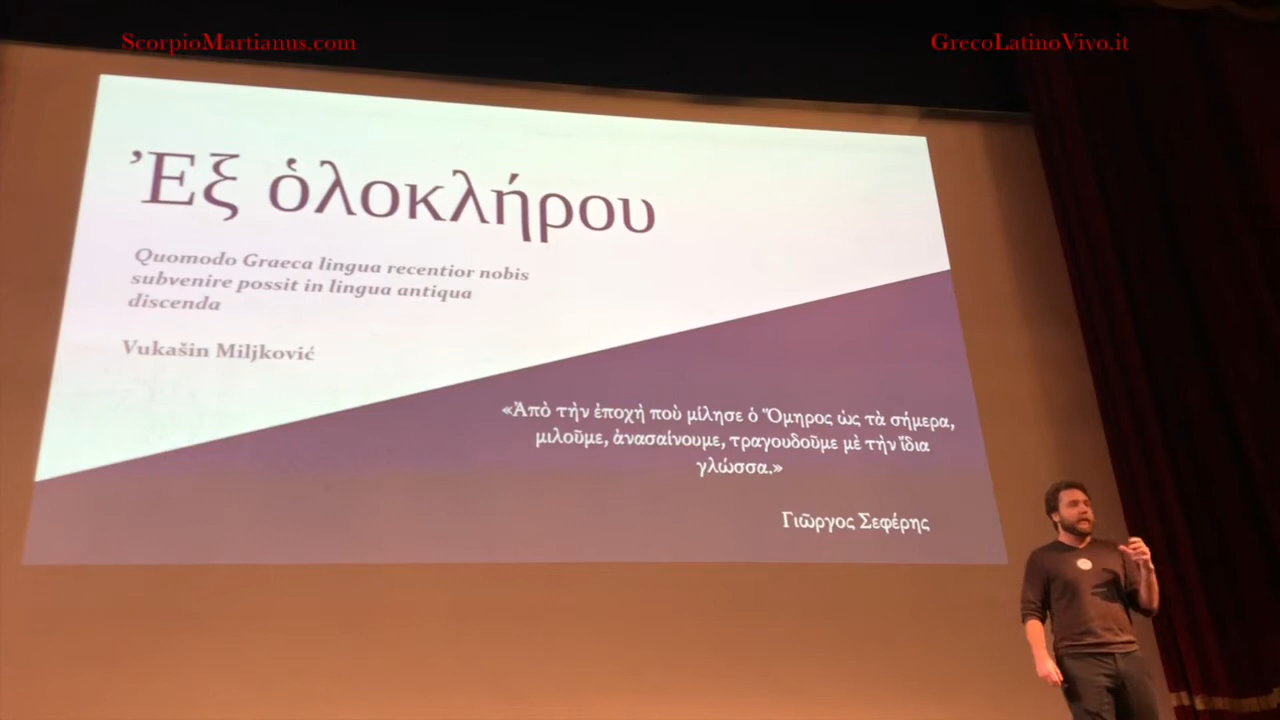 ScorpioMartianus.com
GrecoLatinoVivo.it
Ἐξ ὁλοκλήρου
Quomodo Graeca lingua recentior nobis
subvenire possit in lingua antiqua
discenda
Vukašin Miljković
«Ἀπὸ τὴν ἐποχὴ ποὺ μίλησε ὁ Ὅμηρος ὡς τὰ σήμερα,
μιλοῦμε, ἀνασαίνουμε, τραγουδοῦμε μὲ τὴν ἴδια
γλώσσα.»
Γιῶργος Σεφέρης